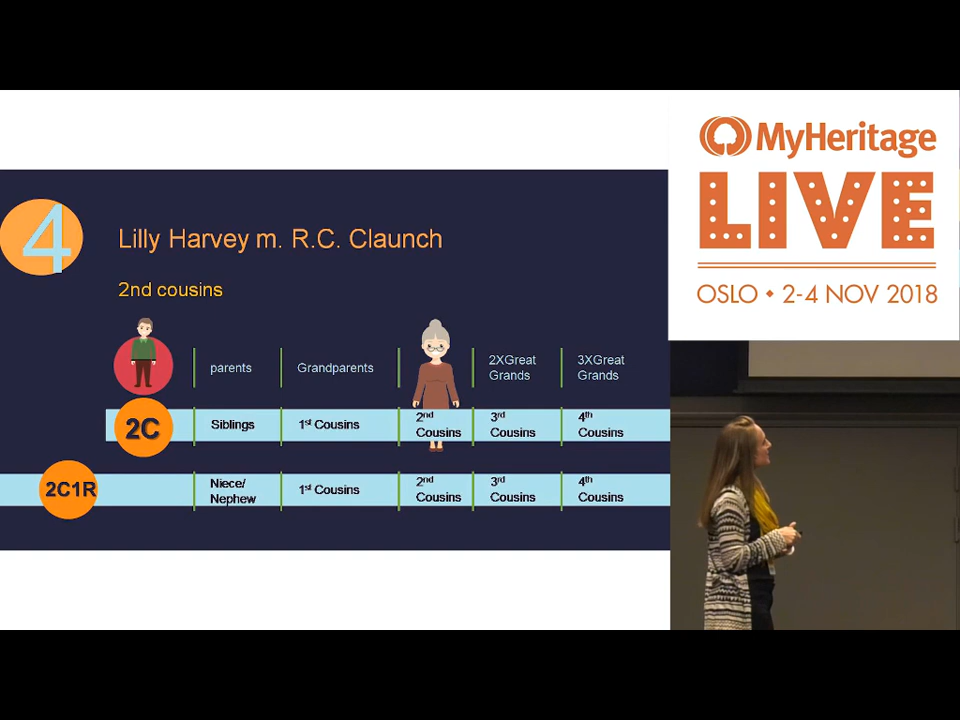 MyHeritage
LIVE
OSLO • 2-4 NOV 2018
4
Lilly Harvey m. R.C. Claunch
2nd cousins
parents
Grandparents
2XGreat
Grands
3XGreat
Grands
2C
Siblings
1st Cousins
2nd
Cousins
3rd
Cousins
4th
Cousins
2C1R
Niece/
Nephew
1st Cousins
2nd
Cousins
3rd
Cousins
4th
Cousins